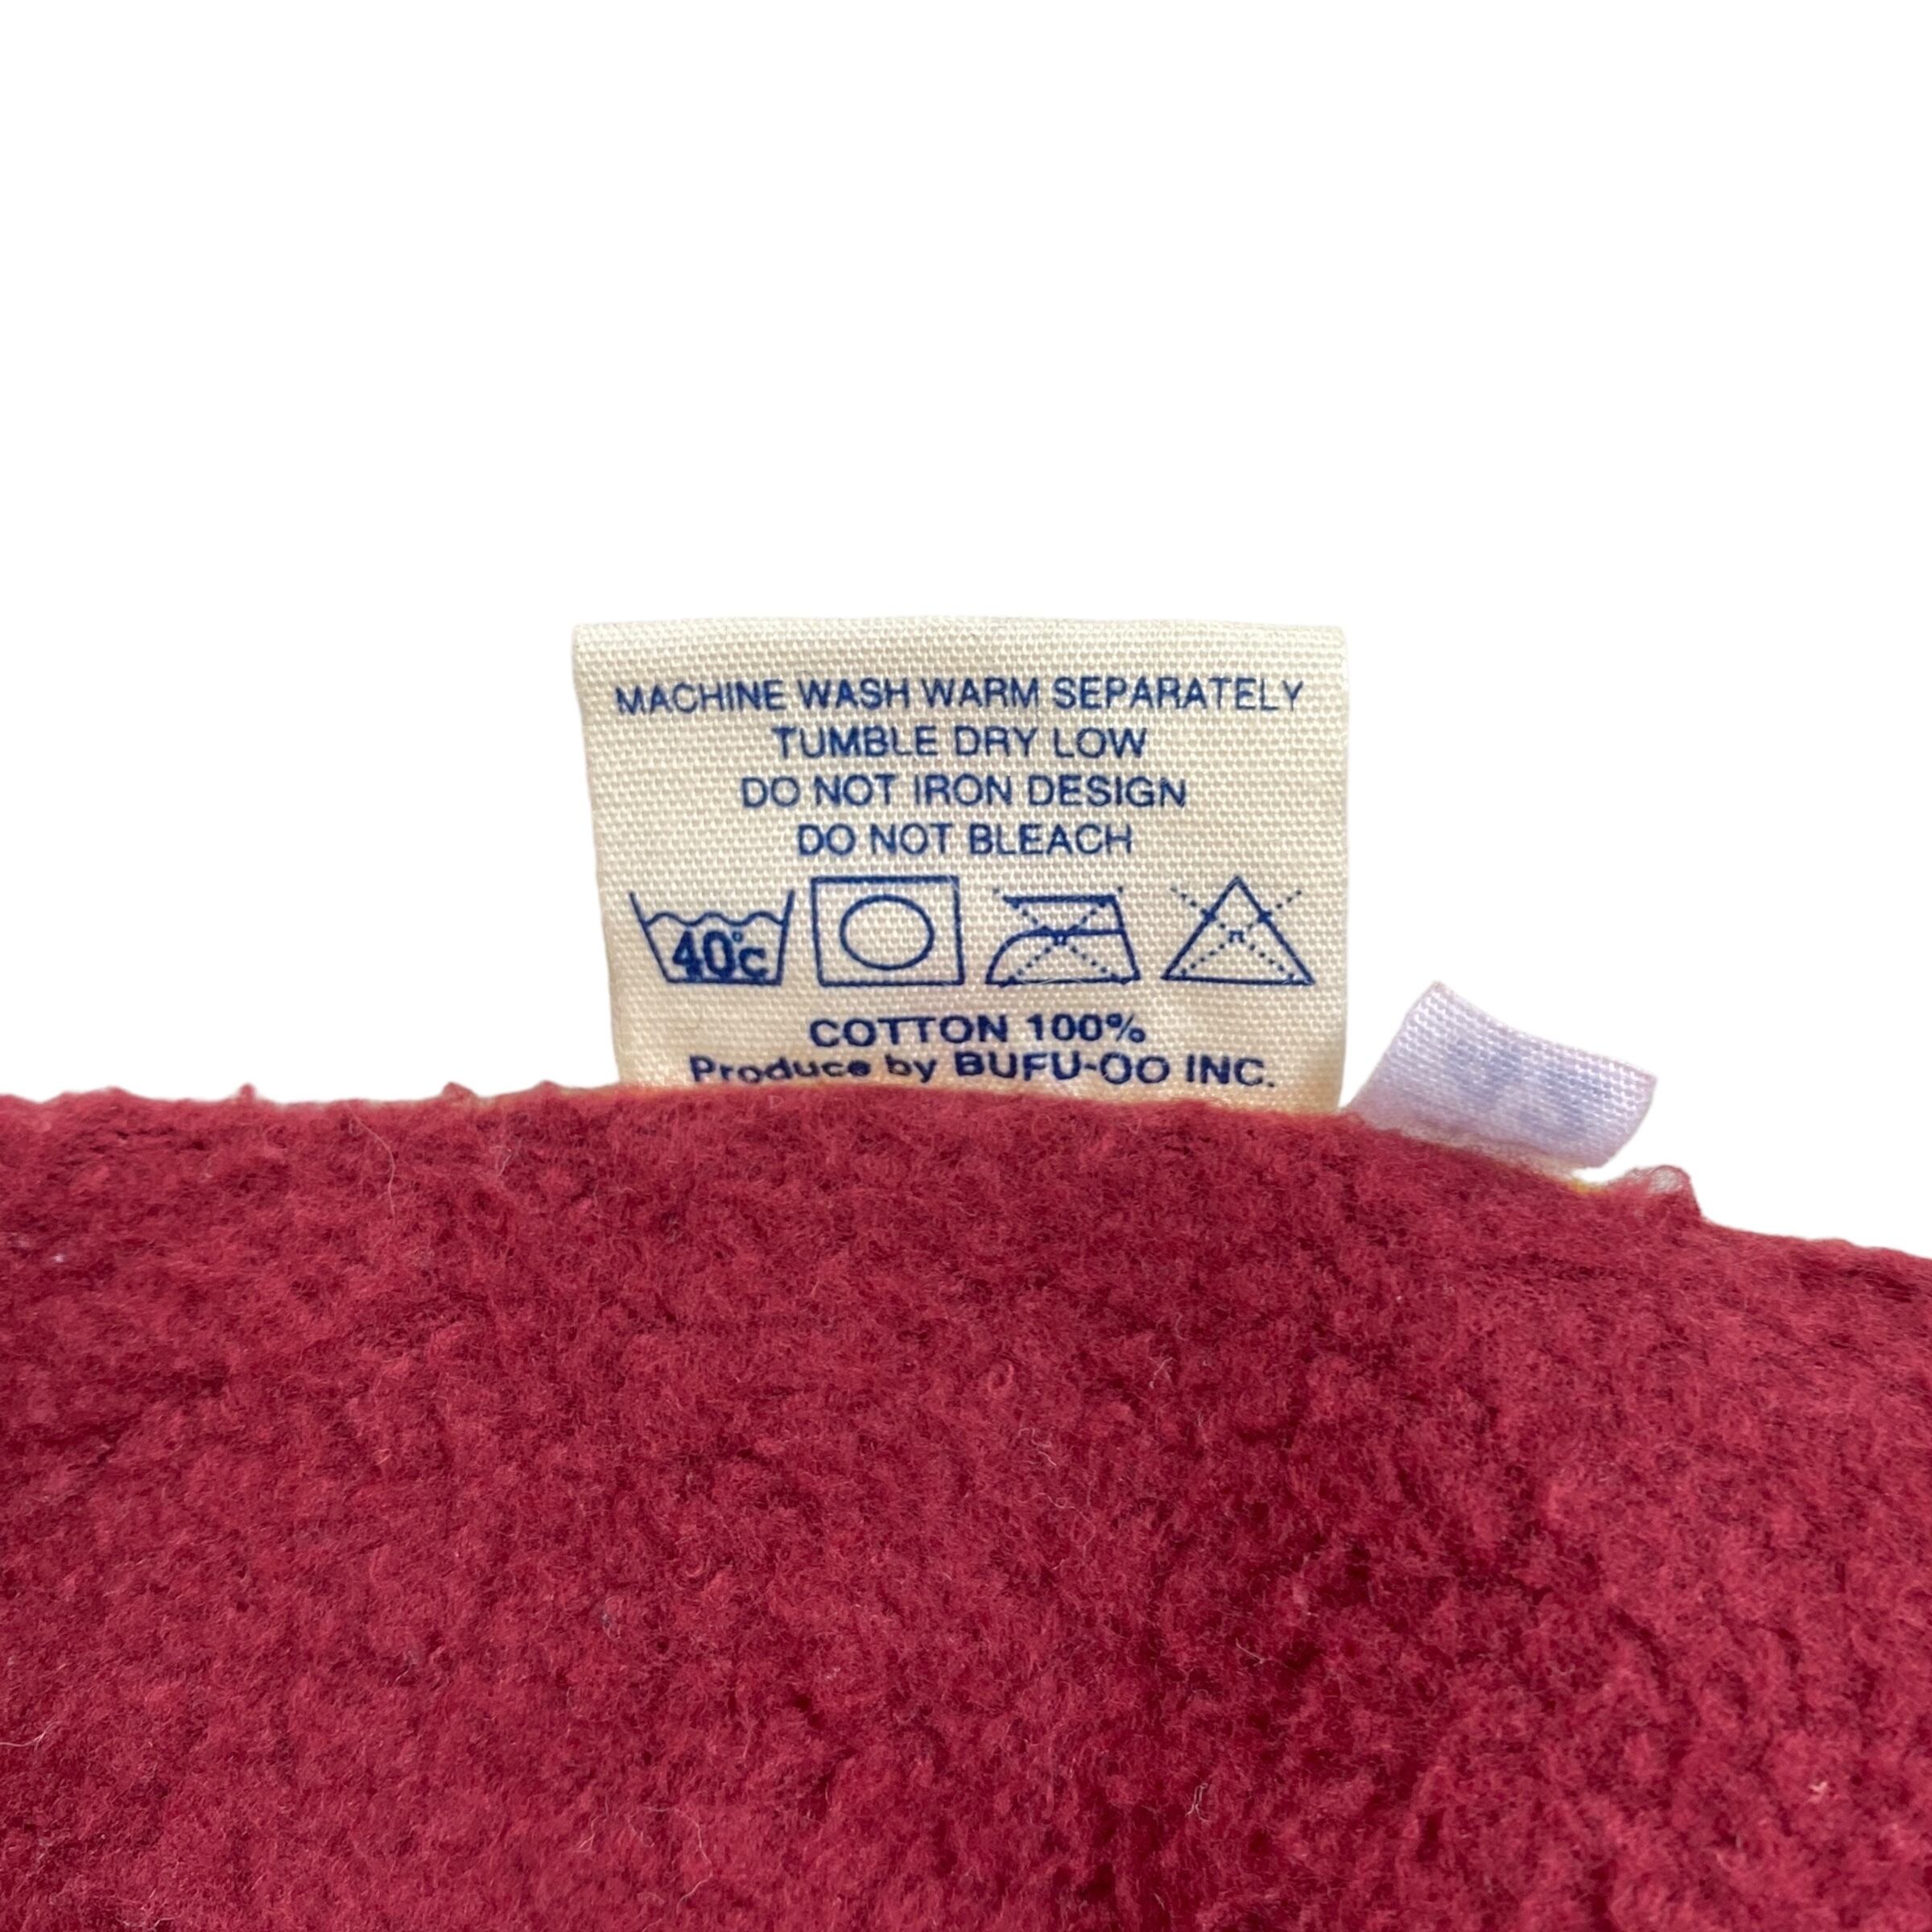 MACHINE WASH WARM SEPARATELY
TUMBLE DRY LOW
DO NOT IRON DESIGN
DO NOT BLEACH
40°c
COTTON 100%
Produce by BUFU-OO INC.